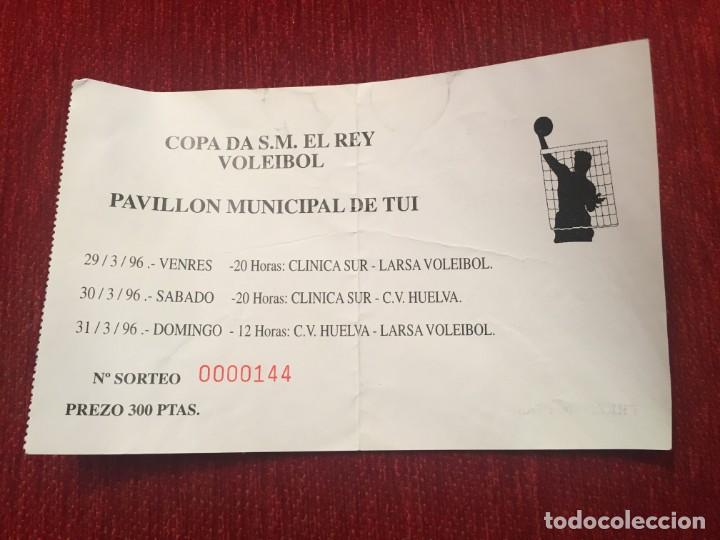 COPA DA S.M. EL REY
VOLEIBOL
PAVILLON MUNICIPAL DE TUI
29 / 3 / 96 .- VENRES -20 Horas: CLINICA SUR - LARSA VOLEIBOL.
30 / 3 / 96 .- SABADO -20 Horas: CLINICA SUR - C.V. HUELVA.
31 / 3 / 96 .- DOMINGO - 12 Horas: C.V. HUELVA - LARSA VOLEIBOL.
Nº SORTEO 0000144
PREZO 300 PTAS.
todocoleccion.net